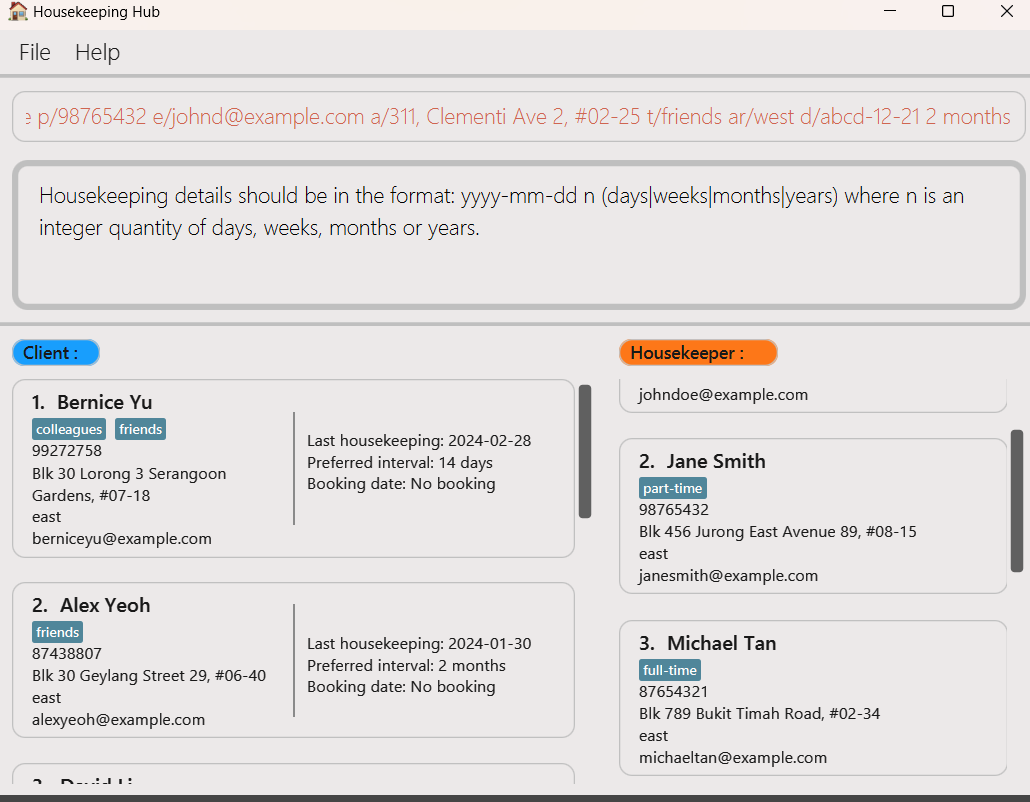 Housekeeping Hub
File Help
e p/98765432 e/johnd@example.com a/311, Clementi Ave 2, #02-25 t/friends ar/west d/abcd-12-21 2 months
Housekeeping details should be in the format: yyyy-mm-dd n (days|weeks|months|years) where n is an
integer quantity of days, weeks, months or years.
Client :
1. Bernice Yu
colleagues friends
99272758
Blk 30 Lorong 3 Serangoon
Gardens, #07-18
east
berniceyu@example.com
Last housekeeping: 2024-02-28
Preferred interval: 14 days
Booking date: No booking
2. Alex Yeoh
friends
87438807
Blk 30 Geylang Street 29, #06-40
east
alexyeoh@example.com
Last housekeeping: 2024-01-30
Preferred interval: 2 months
Booking date: No booking
3. David Li
Housekeeper :
johndoe@example.com
2. Jane Smith
part-time
98765432
Blk 456 Jurong East Avenue 89, #08-15
east
janesmith@example.com
3. Michael Tan
full-time
87654321
Blk 789 Bukit Timah Road, #02-34
east
michaeltan@example.com